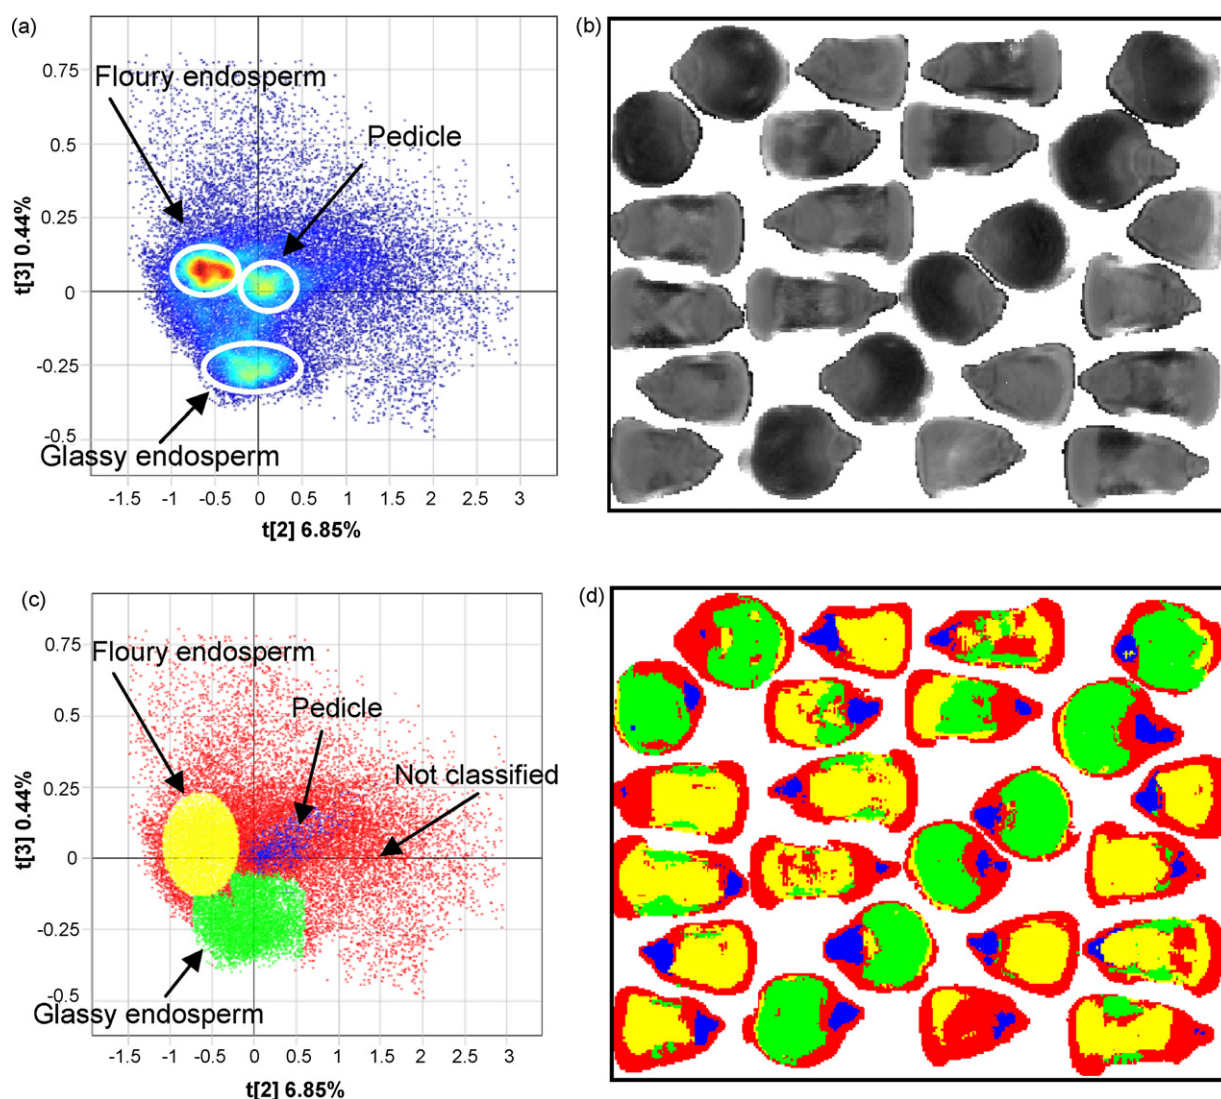 (a)
0.75
Floury endosperm
0.5
Pedicle
0.25
t[3] 0.44%
0
-0.25
-0.5
Glassy endosperm
-1.5 -1 -0.5 0 0.5 1 1.5 2 2.5 3
t[2] 6.85%
(b)
(c)
0.75
Floury endosperm
0.5
Pedicle
Not classified
0.25
t[3] 0.44%
0
-0.25
-0.5
Glassy endosperm
-1.5 -1 -0.5 0 0.5 1 1.5 2 2.5 3
t[2] 6.85%
(d)